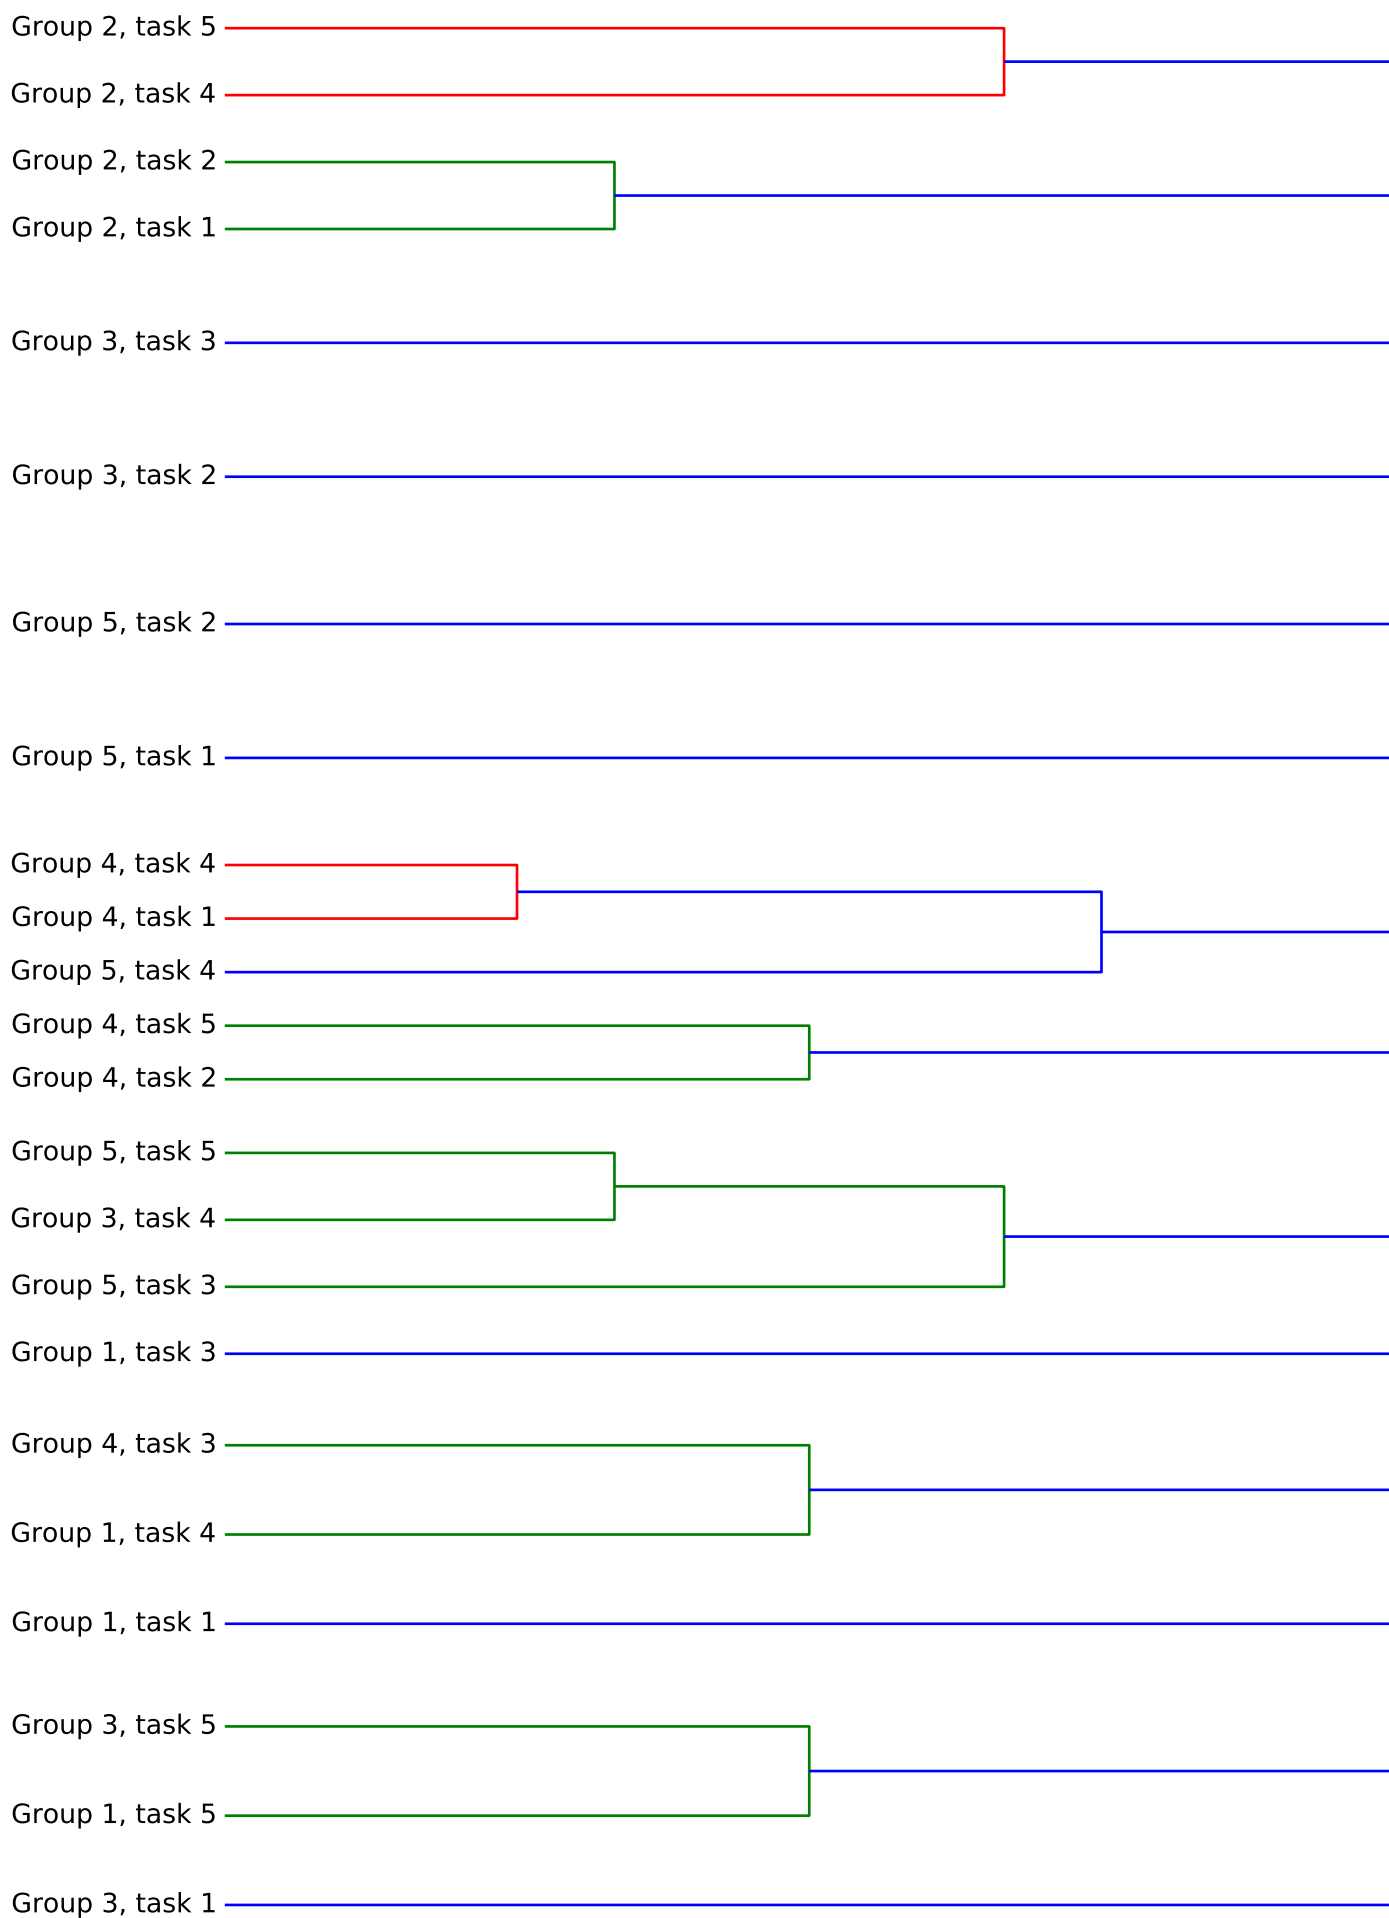 Group 2, task 5
Group 2, task 4
Group 2, task 2
Group 2, task 1
Group 3, task 3
Group 3, task 2
Group 5, task 2
Group 5, task 1
Group 4, task 4
Group 4, task 1
Group 5, task 4
Group 4, task 5
Group 4, task 2
Group 5, task 5
Group 3, task 4
Group 5, task 3
Group 1, task 3
Group 4, task 3
Group 1, task 4
Group 1, task 1
Group 3, task 5
Group 1, task 5
Group 3, task 1